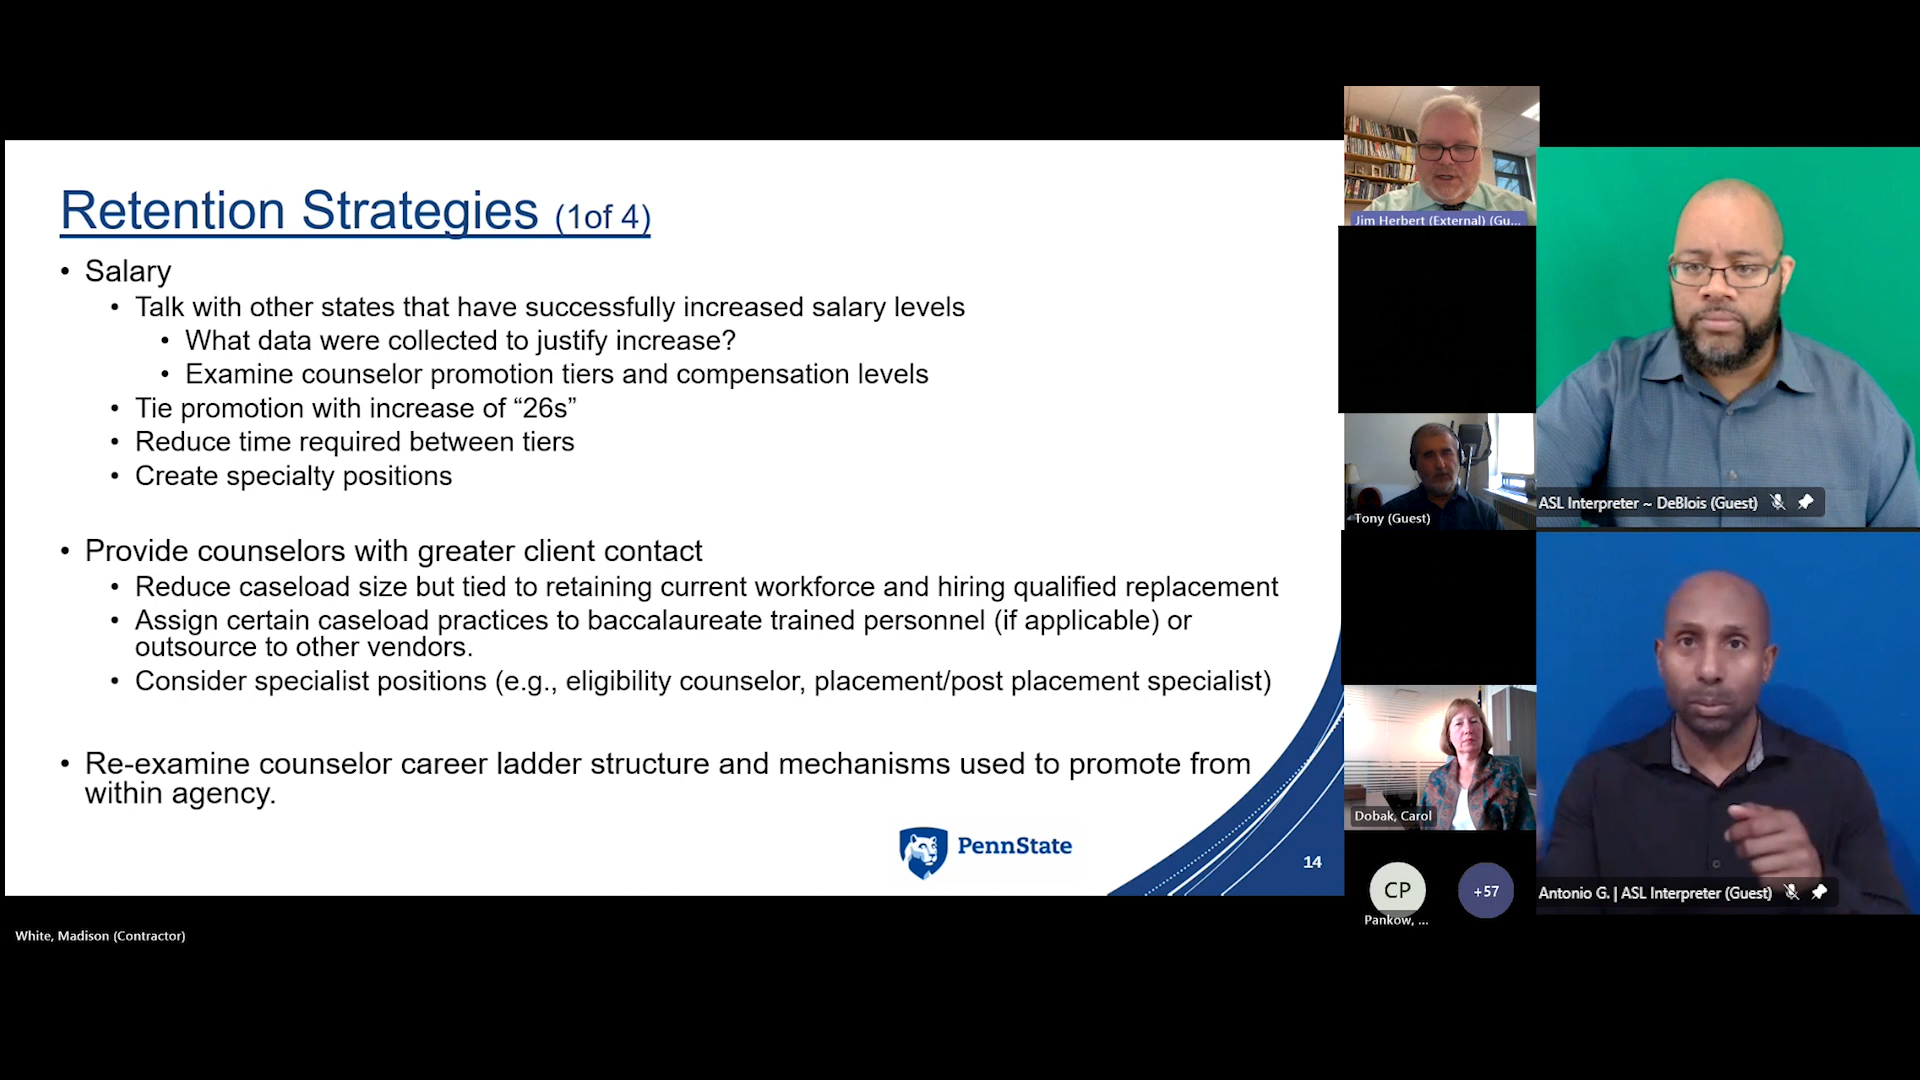 Retention Strategies (1of 4)
• Salary
• Talk with other states that have successfully increased salary levels
• What data were collected to justify increase?
• Examine counselor promotion tiers and compensation levels
• Tie promotion with increase of “26s”
• Reduce time required between tiers
• Create specialty positions
• Provide counselors with greater client contact
• Reduce caseload size but tied to retaining current workforce and hiring qualified replacement
• Assign certain caseload practices to baccalaureate trained personnel (if applicable) or
outsource to other vendors.
• Consider specialist positions (e.g., eligibility counselor, placement/post placement specialist)
• Re-examine counselor career ladder structure and mechanisms used to promote from
within agency.
PennState
14
White, Madison (Contractor)
Jim Herbert (External) (Gu...
Tony (Guest)
Dobak, Carol
CP
Pankow, ...
+57
ASL Interpreter ~ DeBlois (Guest)
Antonio G. | ASL Interpreter (Guest)